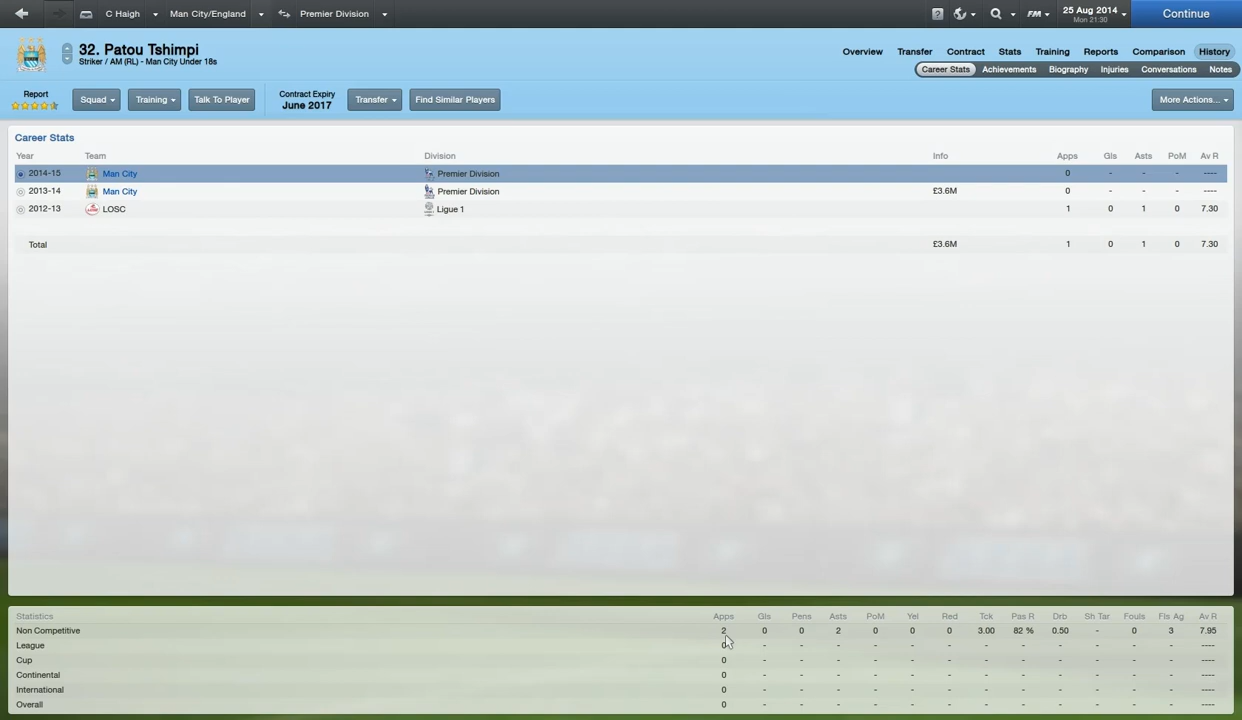 C Haigh Man City/England Premier Division ? FM 25 Aug 2014 Continue
Mon 21:30
32. Patou Tshimpi
Striker / AM (RL) - Man City Under 18s
Overview Transfer Contract Stats Training Reports Comparison History
Career Stats Achievements Biography Injuries Conversations Notes
Report Squad Training Talk To Player Contract Expiry Transfer Find Similar Players More Actions...
June 2017
Career Stats
Year Team Division Info Apps Gls Asts PoM Av R
2014-15 Man City Premier Division 0 - - - ----
2013-14 Man City Premier Division £3.6M 0 - - - ----
2012-13 LOSC Ligue 1 1 0 1 0 7.30
Total £3.6M 1 0 1 0 7.30
Statistics Apps Gls Pens Asts PoM Yel Red Tck Pas R Drb Sh Tar Fouls Fls Ag Av R
Non Competitive 2 0 0 2 0 0 0 3.00 82 % 0.50 - 0 3 7.95
League 0 - - - - - - - - - - - - ----
Cup 0 - - - - - - - - - - - - ----
Continental 0 - - - - - - - - - - - - ----
International 0 - - - - - - - - - - - - ----
Overall 0 - - - - - - - - - - - - ----